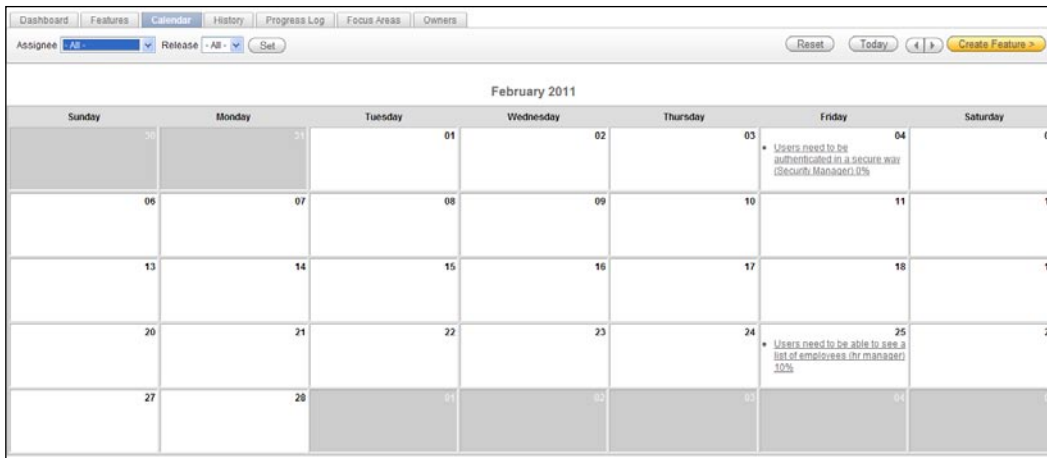 Dashboard Features Calendar History Progress Log Focus Areas Owners
Assignee - All - Release - All - Set Reset Today Create Feature >
February 2011
Sunday Monday Tuesday Wednesday Thursday Friday Saturday
30 31 01 02 03 04
Users need to be
authenticated in a secure way
(Security Manager) 0%
06 07 08 09 10 11
13 14 15 16 17 18
20 21 22 23 24 25
Users need to be able to see a
list of employees (hr manager)
10%
27 28 01 02 03 04